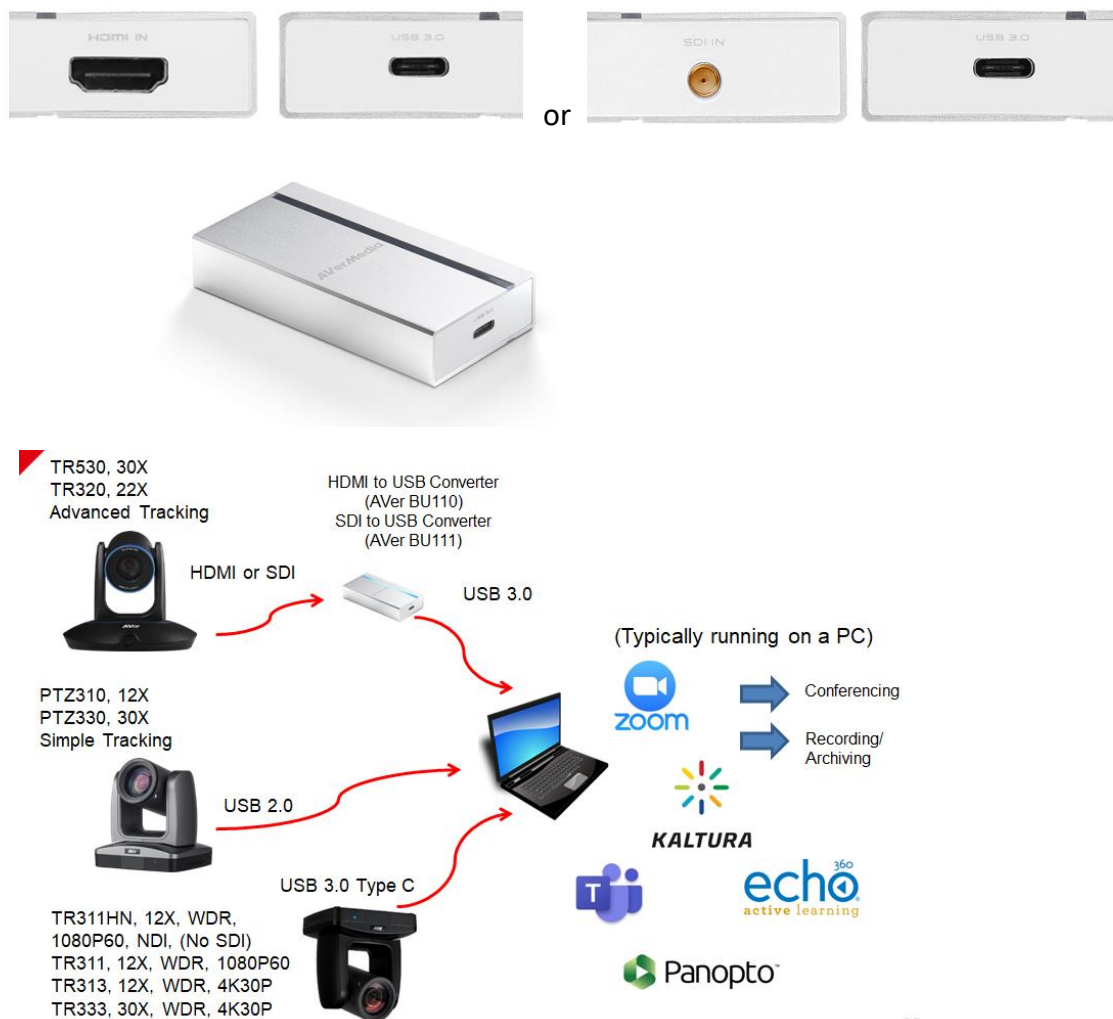 HDMI IN
USB 3.0
or
SDI IN
USB 3.0
AVerMedia
USB 3.0
TR530, 30X
TR320, 22X
Advanced Tracking
HDMI or SDI
HDMI to USB Converter
(AVer BU110)
SDI to USB Converter
(AVer BU111)
USB 3.0
(Typically running on a PC)
zoom
Conferencing
Recording/
Archiving
PTZ310, 12X
PTZ330, 30X
Simple Tracking
USB 2.0
KALTURA
T
echo
360
active learning
Panopto
USB 3.0 Type C
TR311HN, 12X, WDR,
1080P60, NDI, (No SDI)
TR311, 12X, WDR, 1080P60
TR313, 12X, WDR, 4K30P
TR333, 30X, WDR, 4K30P